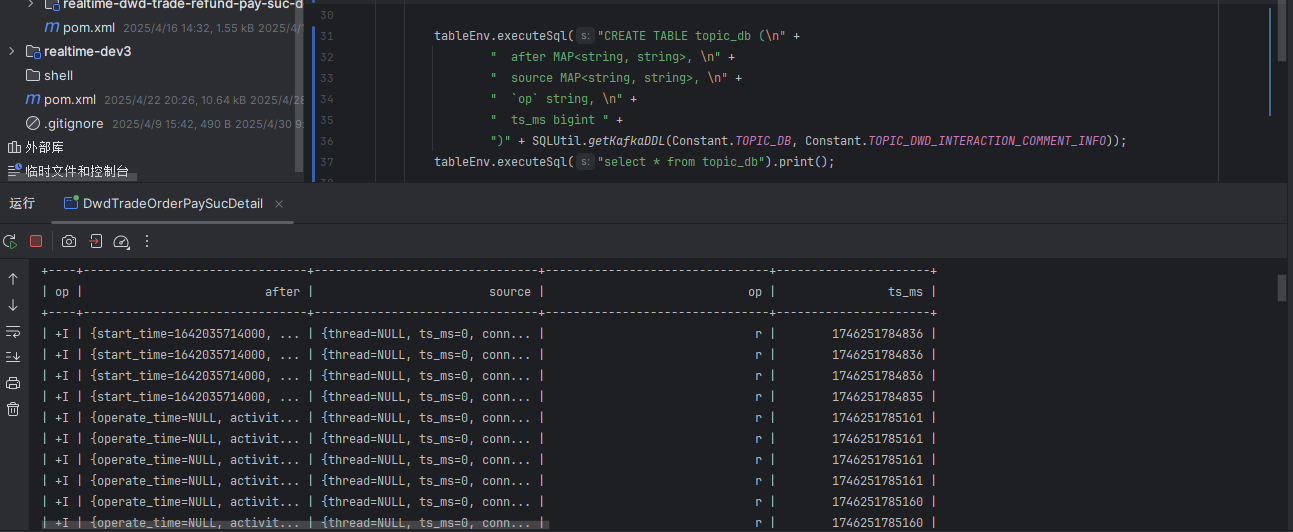 realtime-dwd-trade-refund-pay-suc-d
pom.xml 2025/4/16 14:32, 1.55 kB 2025/4/
realtime-dev3
shell
pom.xml 2025/4/22 20:26, 10.64 kB 2025/4/28
.gitignore 2025/4/9 15:42, 490 B 2025/4/30 9:
外部库
临时文件和控制台
30
31 tableEnv.executeSql( s: "CREATE TABLE topic_db (\n" +
32 " after MAP<string, string>, \n" +
33 " source MAP<string, string>, \n" +
34 " `op` string, \n" +
35 " ts_ms bigint " +
36 ")" + SQLUtil.getKafkaDDL(Constant.TOPIC_DB, Constant.TOPIC_DWD_INTERACTION_COMMENT_INFO));
37 tableEnv.executeSql( s: "select * from topic_db").print();
运行 DwdTradeOrderPaySucDetail ×
+----+--------------------------------+--------------------------------+--------------------------------+----------------------+
| op | after | source | op | ts_ms |
+----+--------------------------------+--------------------------------+--------------------------------+----------------------+
| +I | {start_time=1642035714000, ... | {thread=NULL, ts_ms=0, conn... | r | 1746251784836 |
| +I | {start_time=1642035714000, ... | {thread=NULL, ts_ms=0, conn... | r | 1746251784836 |
| +I | {start_time=1642035714000, ... | {thread=NULL, ts_ms=0, conn... | r | 1746251784836 |
| +I | {start_time=1642035714000, ... | {thread=NULL, ts_ms=0, conn... | r | 1746251784835 |
| +I | {operate_time=NULL, activit... | {thread=NULL, ts_ms=0, conn... | r | 1746251785161 |
| +I | {operate_time=NULL, activit... | {thread=NULL, ts_ms=0, conn... | r | 1746251785161 |
| +I | {operate_time=NULL, activit... | {thread=NULL, ts_ms=0, conn... | r | 1746251785161 |
| +I | {operate_time=NULL, activit... | {thread=NULL, ts_ms=0, conn... | r | 1746251785161 |
| +I | {operate_time=NULL, activit... | {thread=NULL, ts_ms=0, conn... | r | 1746251785160 |
| +I | {operate_time=NULL, activit... | {thread=NULL, ts_ms=0, conn... | r | 1746251785160 |